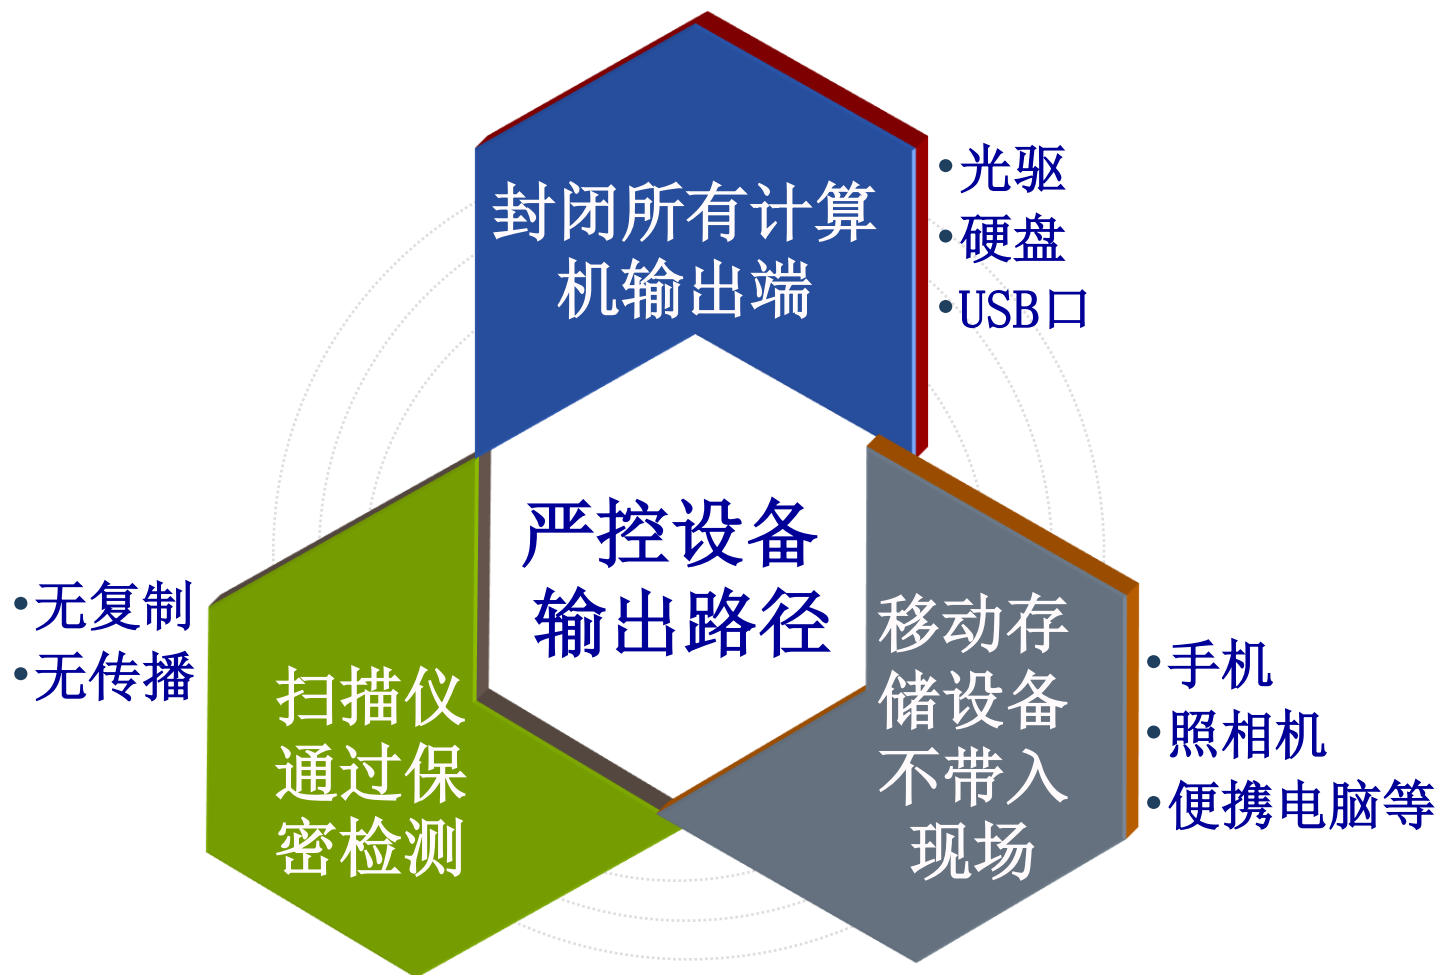 封闭所有计算
机输出端
•光驱
•硬盘
•USB口
严控设备
输出路径
•无复制
•无传播
扫描仪
通过保
密检测
移动存
储设备
不带入
现场
•手机
•照相机
•便携电脑等